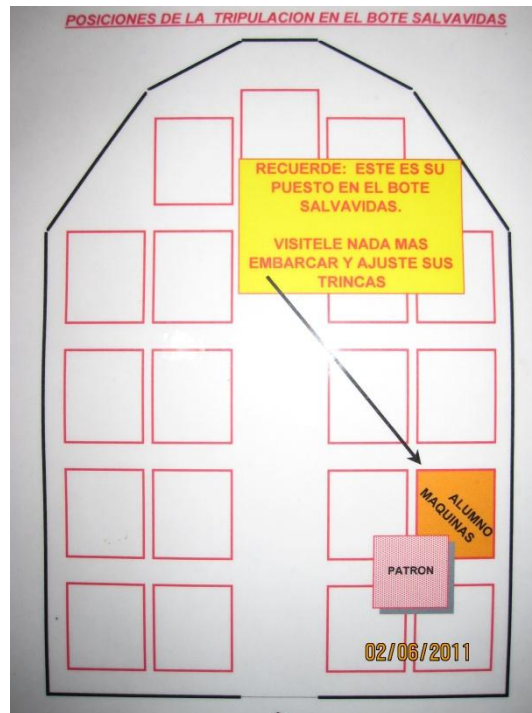 POSICIONES DE LA TRIPULACION EN EL BOTE SALVAVIDAS
RECUERDE: ESTE ES SU
PUESTO EN EL BOTE
SALVAVIDAS.
VISITELE NADA MAS
EMBARCAR Y AJUSTE SUS
TRINCAS
ALUMNO
MAQUINAS
PATRON
02/06/2011